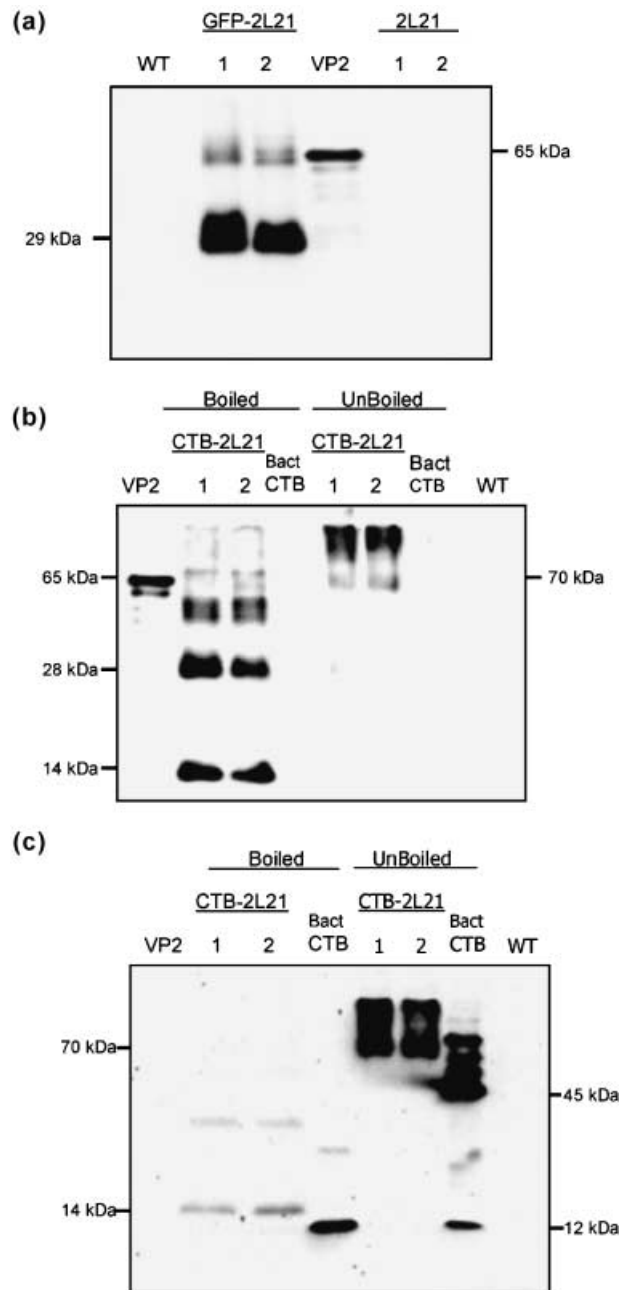 (a)
GFP-2L21 2L21
WT 1 2 VP2 1 2
65 kDa
29 kDa
(b)
Boiled UnBoiled
CTB-2L21 Bact CTB CTB-2L21 Bact CTB
VP2 1 2 1 2 WT
65 kDa 70 kDa
28 kDa
14 kDa
(c)
Boiled UnBoiled
CTB-2L21 Bact CTB CTB-2L21 Bact CTB
VP2 1 2 1 2 WT
70 kDa
45 kDa
14 kDa
12 kDa